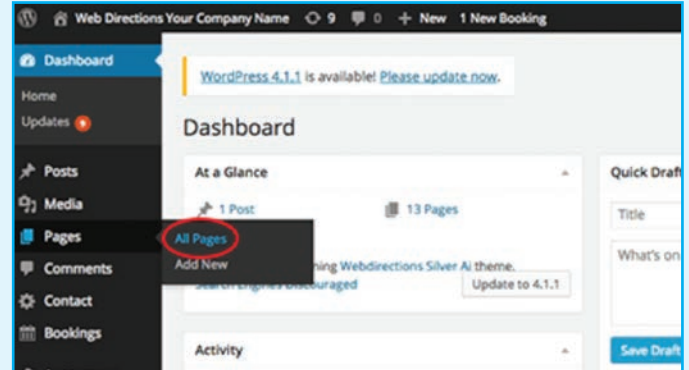 Web Directions Your Company Name 9 0 + New 1 New Booking
Dashboard
Home
Updates 9
Posts
Media
Pages
Comments
Contact
Bookings
WordPress 4.1.1 is available! Please update now.
Dashboard
At a Glance
1 Post 13 Pages
All Pages
Add New
ning Webdirections Silver Ai theme.
Search Engines Discouraged
Update to 4.1.1
Activity
Quick Draft
Title
What's on
Save Draft